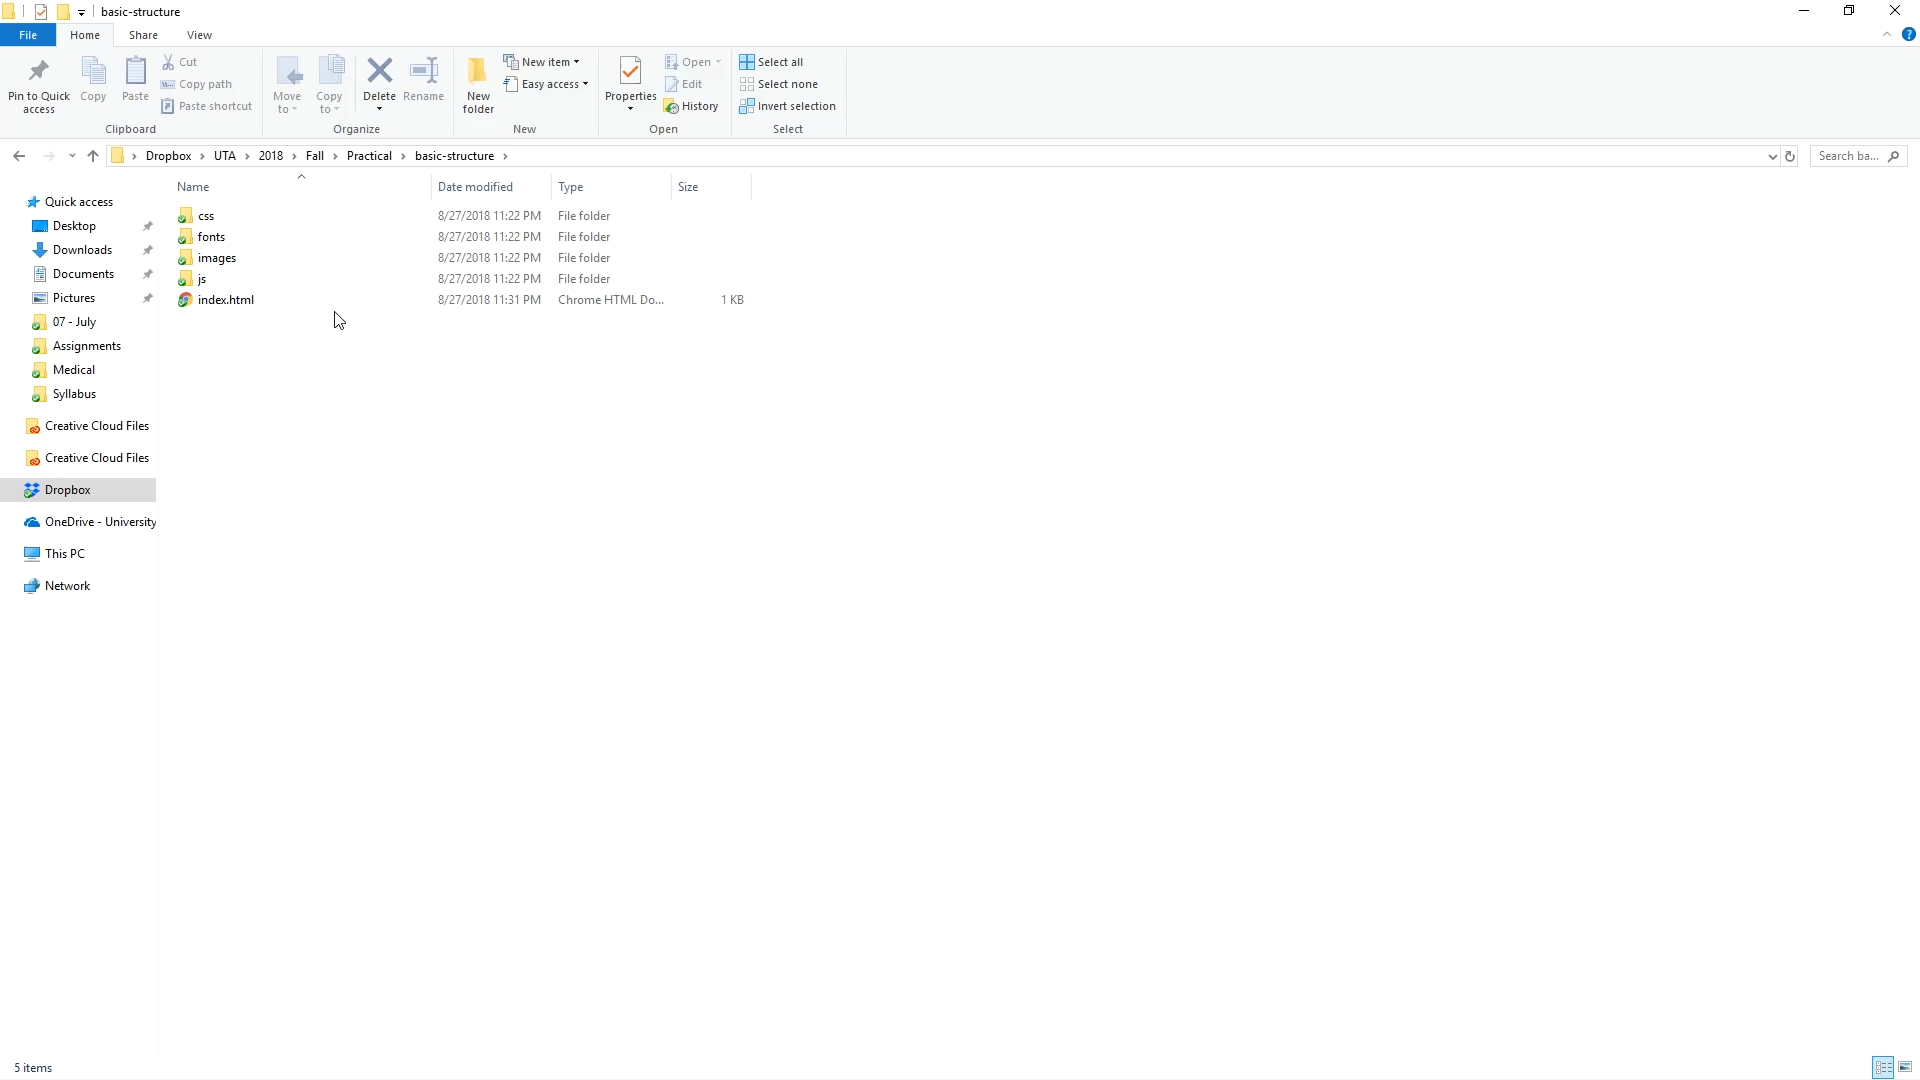 basic-structure
File Home Share View
Pin to Quick access
Copy
Paste
Cut
Copy path
Paste shortcut
Clipboard
Move to
Copy to
Delete
Rename
Organize
New folder
New item
Easy access
New
Properties
Open
Edit
History
Open
Select all
Select none
Invert selection
Select
Dropbox > UTA > 2018 > Fall > Practical > basic-structure >
Search ba...
Name Date modified Type Size
css 8/27/2018 11:22 PM File folder
fonts 8/27/2018 11:22 PM File folder
images 8/27/2018 11:22 PM File folder
js 8/27/2018 11:22 PM File folder
index.html 8/27/2018 11:31 PM Chrome HTML Do... 1 KB
Quick access
Desktop
Downloads
Documents
Pictures
07 - July
Assignments
Medical
Syllabus
Creative Cloud Files
Creative Cloud Files
Dropbox
OneDrive - University
This PC
Network
5 items